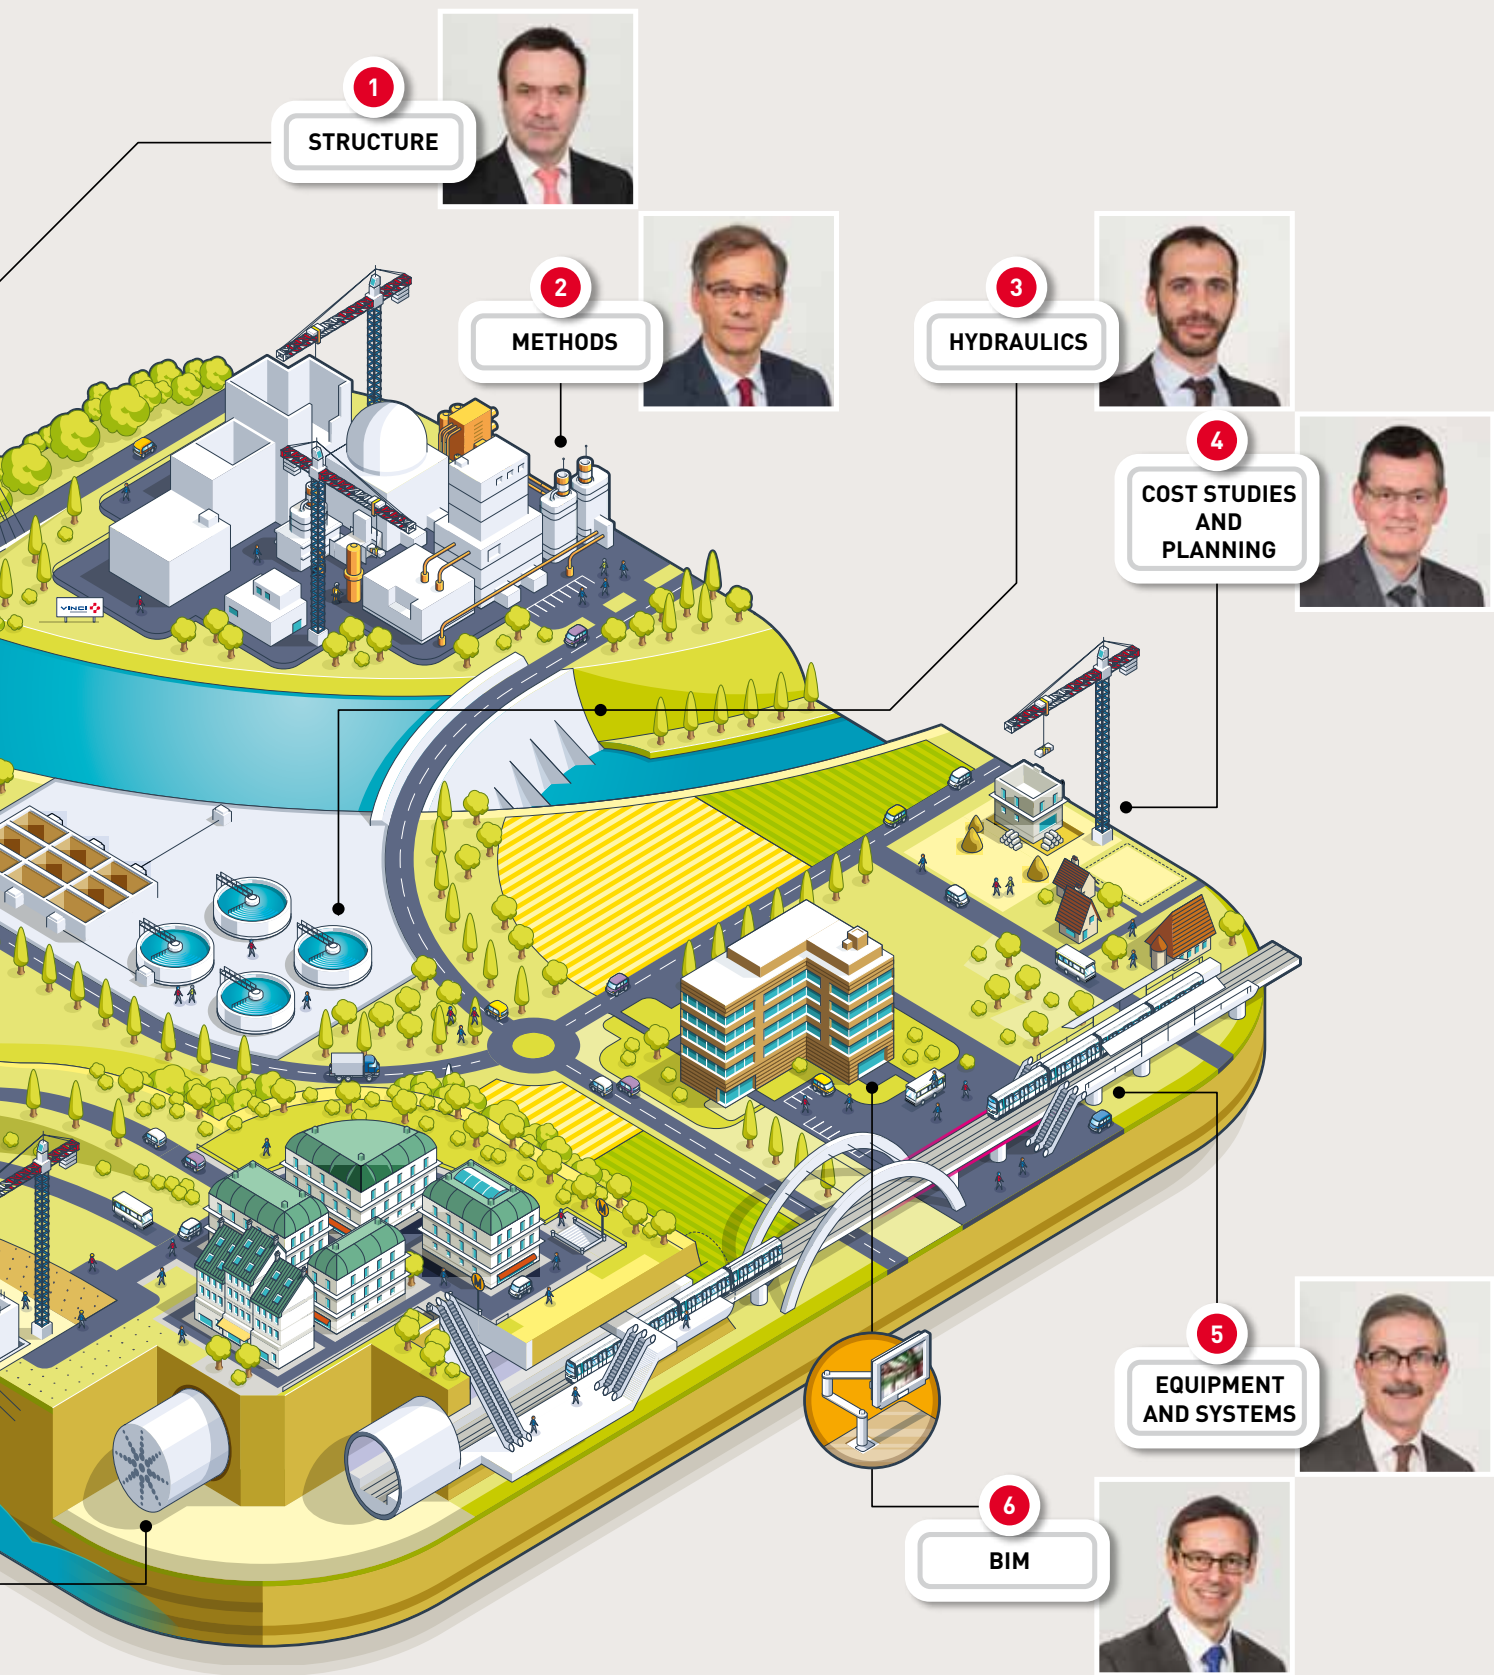 1
STRUCTURE
2
METHODS
3
HYDRAULICS
4
COST STUDIES
AND
PLANNING
VINCI
M
M
5
EQUIPMENT
AND SYSTEMS
6
BIM